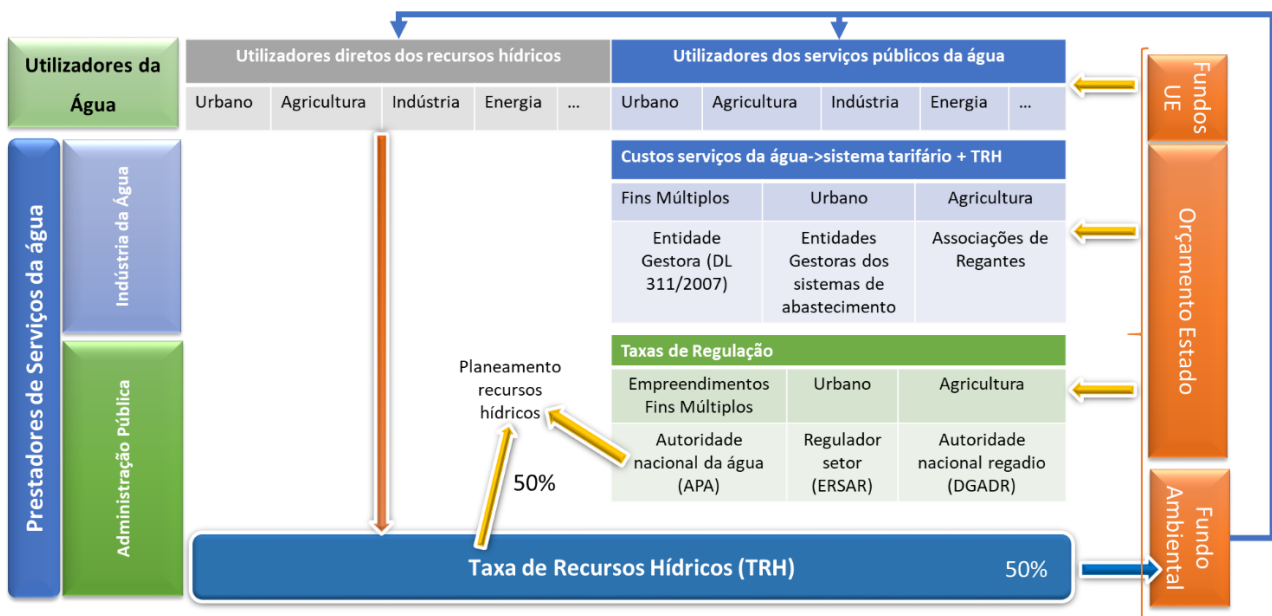 Utilizadores da
Água
Utilizadores diretos dos recursos hídricos
Urbano
Agricultura
Indústria
Energia
...
Utilizadores dos serviços públicos da água
Urbano
Agricultura
Indústria
Energia
...
Prestadores de Serviços da água
Indústria da Água
Administração Pública
Custos serviços da água->sistema tarifário + TRH
Fins Múltiplos
Urbano
Agricultura
Entidade
Gestora (DL
311/2007)
Entidades
Gestoras dos
sistemas de
abastecimento
Associações de
Regantes
Taxas de Regulação
Empreendimentos
Fins Múltiplos
Urbano
Agricultura
Autoridade
nacional da água
(APA)
Regulador
setor
(ERSAR)
Autoridade
nacional regadio
(DGADR)
Planeamento
recursos
hídricos
50%
Taxa de Recursos Hídricos (TRH)
50%
Fundos
UE
Orçamento Estado
Fundo
Ambiental